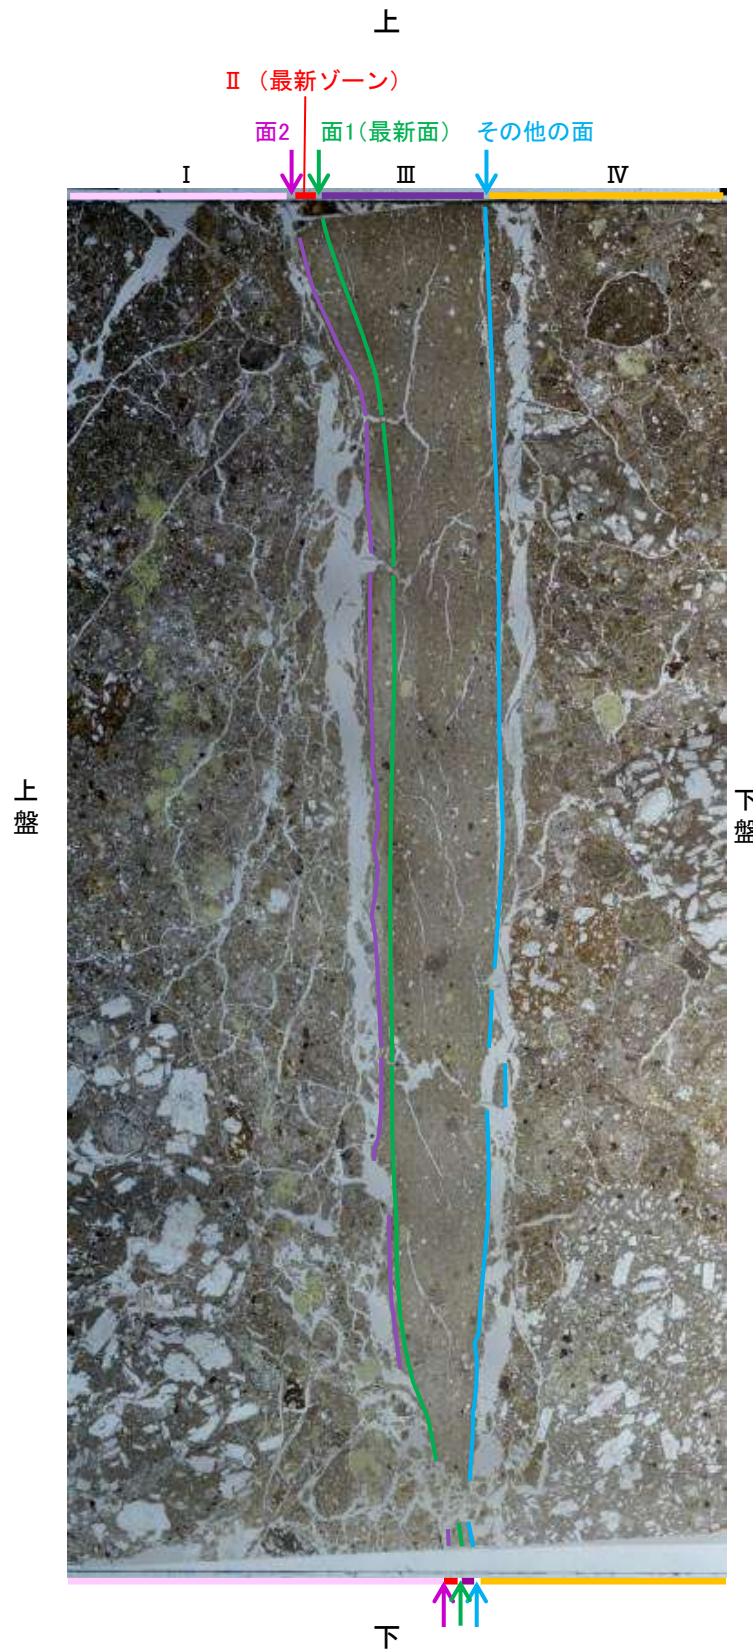 上
Ⅱ (最新ゾーン)
面2 面1(最新面) その他の面
Ⅰ Ⅲ Ⅳ
上盤
下盤
下